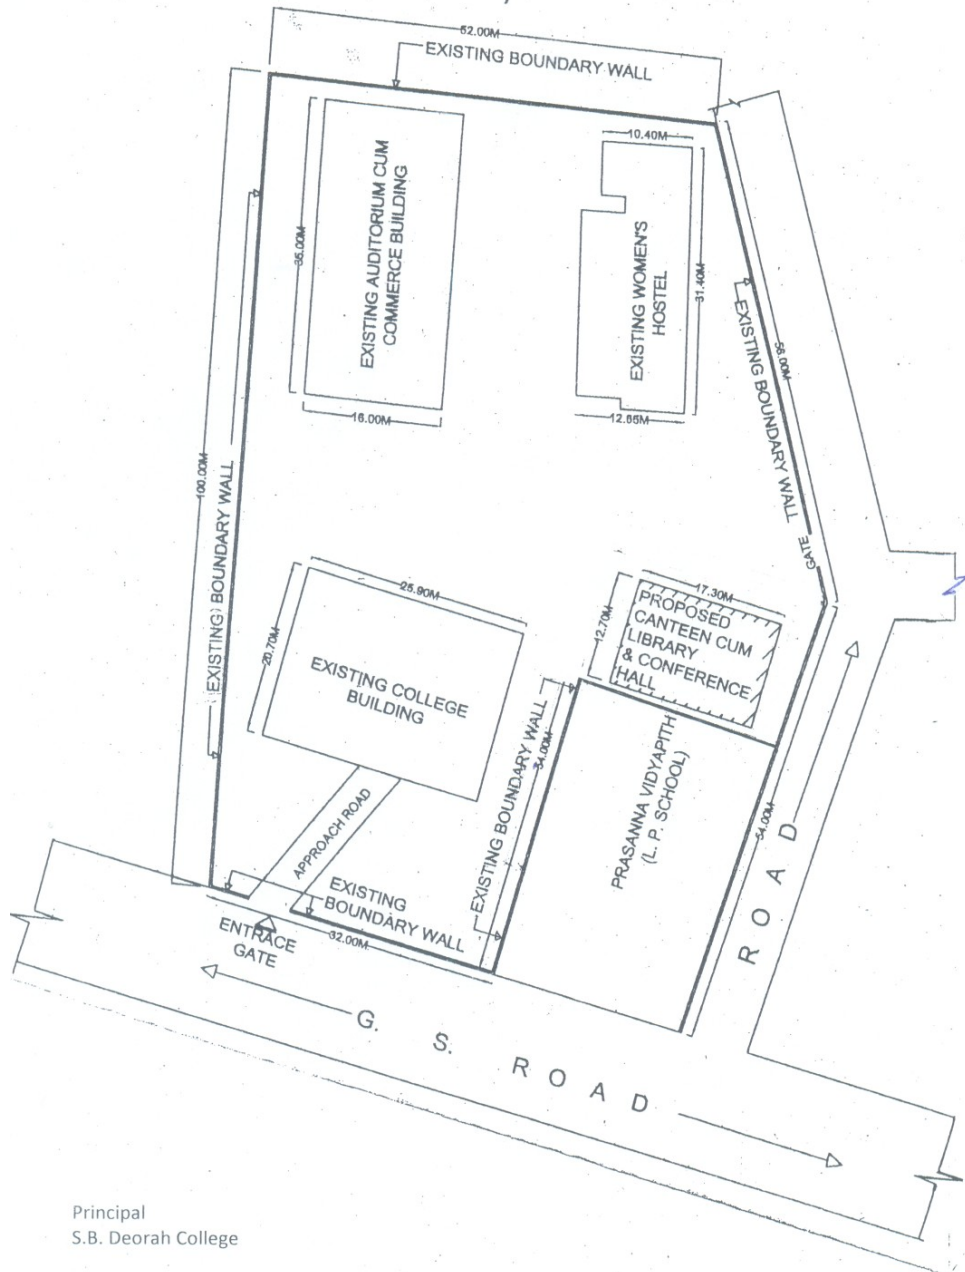 52.00M
EXISTING BOUNDARY WALL
10.40M
EXISTING AUDITORIUM CUM
COMMERCE BUILDING
35.00M
16.00M
EXISTING WOMEN'S
HOSTEL
31.40M
12.65M
58.00M
EXISTING BOUNDARY WALL
GATE
100.00M
EXISTING BOUNDARY WALL
25.90M
20.70M
EXISTING COLLEGE
BUILDING
17.30M
12.70M
PROPOSED
CANTEEN CUM
LIBRARY
& CONFERENCE
HALL
EXISTING BOUNDARY WALL
34.00M
PRASANNA VIDYAPITH
(L. P. SCHOOL)
54.00M
ROAD
APPROACH ROAD
EXISTING
BOUNDARY WALL
32.00M
ENTRACE
GATE
G. S. ROAD
Principal
S.B. Deorah College